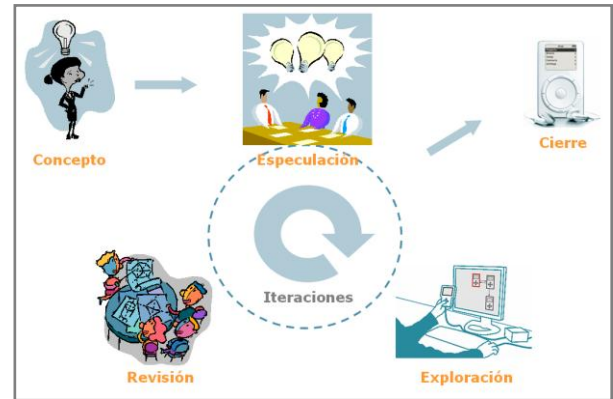 Concepto
Especulación
Cierre
Iteraciones
Revisión
Exploración